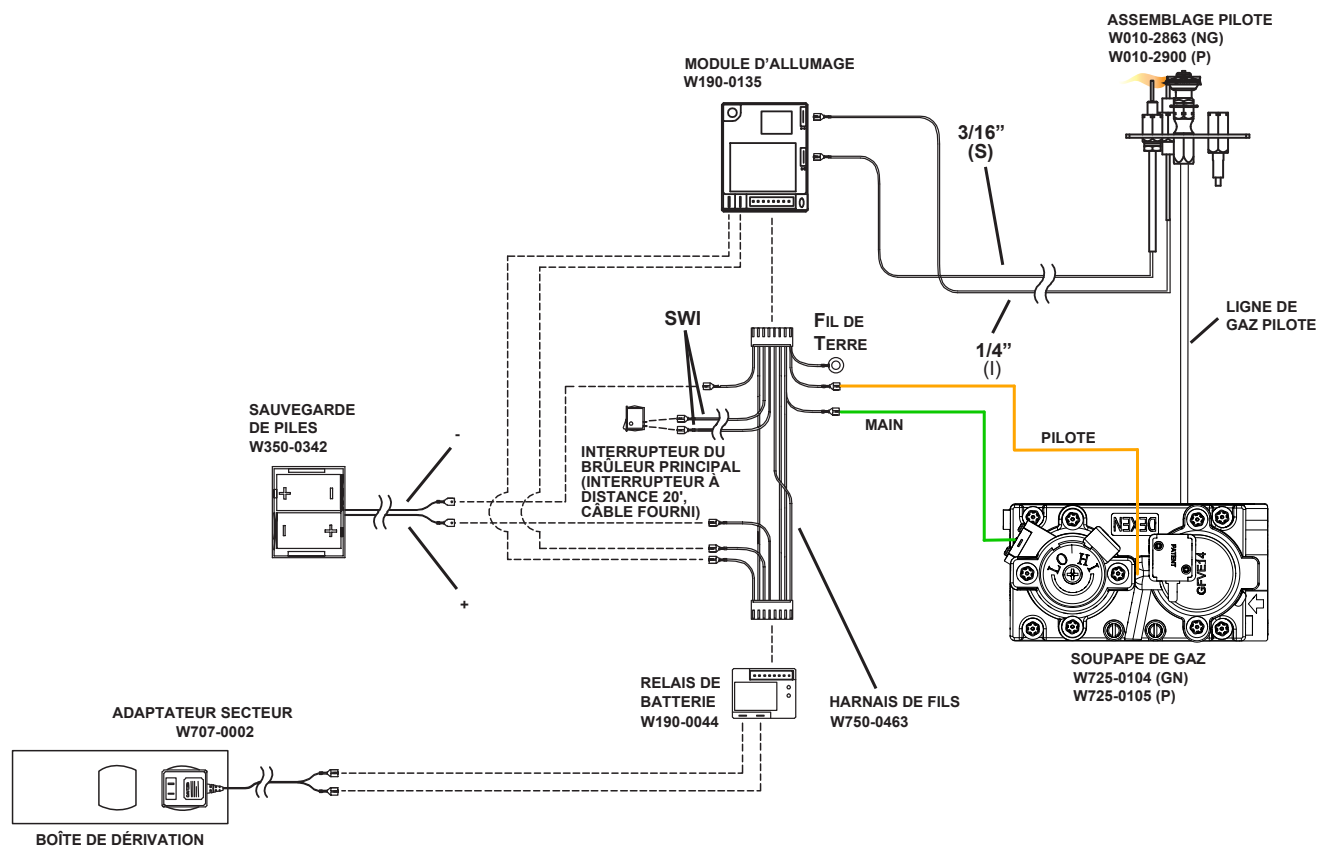 ASSEMBLAGE PILOTE
W010-2863 (NG)
W010-2900 (P)
MODULE D'ALLUMAGE
W190-0135
3/16”
(S)
LIGNE DE
GAZ PILOTE
SWI
FIL DE
TERRE
1/4”
(I)
MAIN
PILOTE
SAUVEGARDE
DE PILES
W350-0342
-
+ -
- +
+
INTERRUPTEUR DU
BRÛLEUR PRINCIPAL
(INTERRUPTEUR À
DISTANCE 20',
CÂBLE FOURNI)
DEXEN
PATENT
GFVE14
LO HI
SOUPAPE DE GAZ
W725-0104 (GN)
W725-0105 (P)
RELAIS DE
BATTERIE
W190-0044
HARNAIS DE FILS
W750-0463
ADAPTATEUR SECTEUR
W707-0002
BOÎTE DE DÉRIVATION